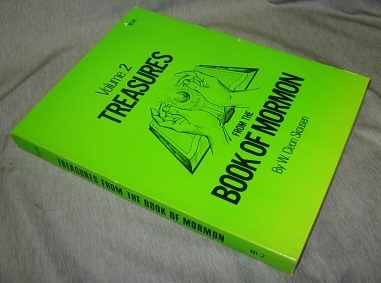 Volume 2
TREASURES
FROM THE
BOOK OF MORMON
By W. Cleon Skousen
TREASURES FROM THE BOOK OF MORMON